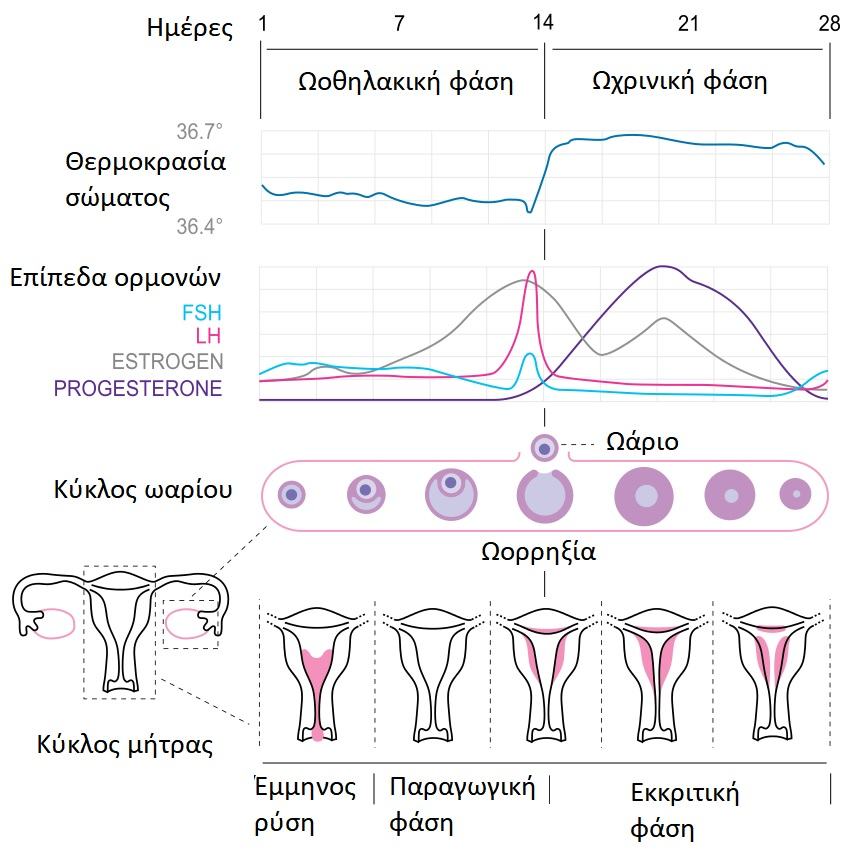 Ημέρες 1 7 14 21 28
Ωοθηλακική φάση Ωχρινική φάση
36.7°
Θερμοκρασία
σώματος
36.4°
Επίπεδα ορμονών
FSH
LH
ESTROGEN
PROGESTERONE
Ωάριο
Κύκλος ωαρίου
Ωορρηξία
Κύκλος μήτρας
Έμμηνος
ρύση
Παραγωγική
φάση
Εκκριτική
φάση